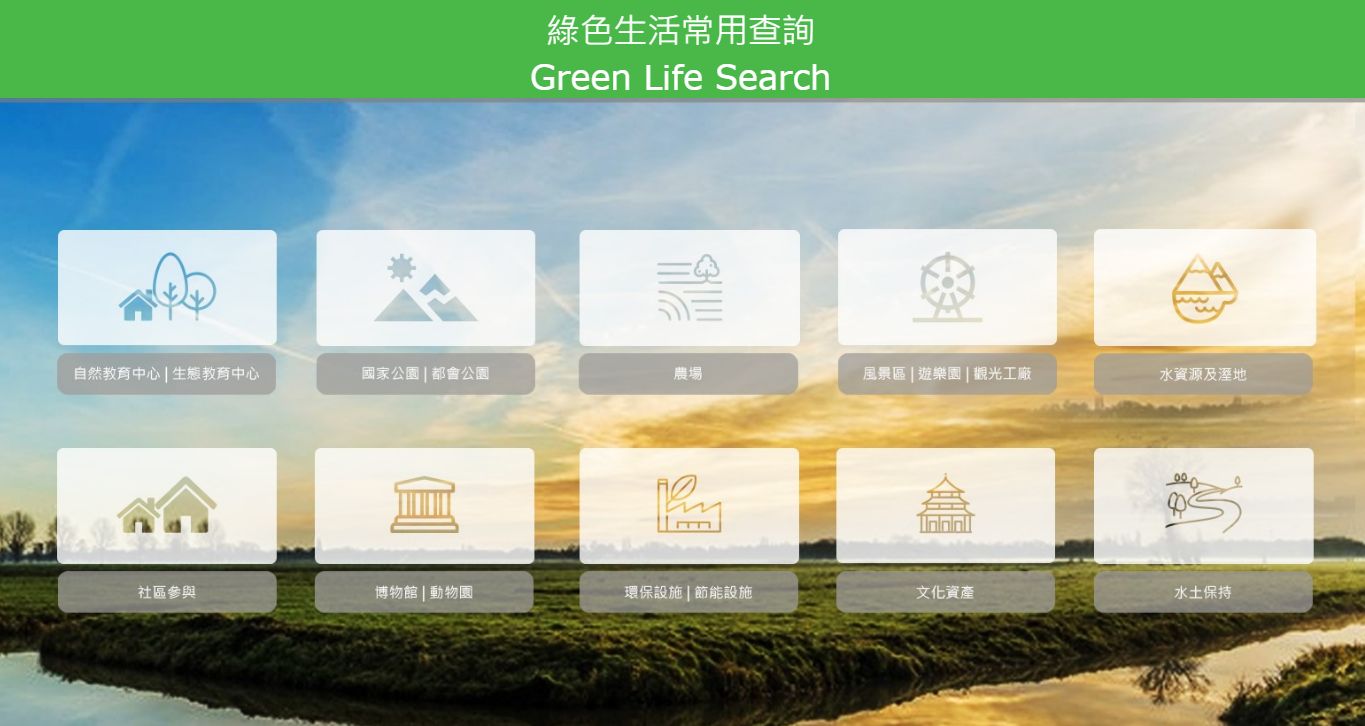 綠色生活常用查詢
Green Life Search
自然教育中心 | 生態教育中心
國家公園 | 都會公園
農場
風景區 | 遊樂園 | 觀光工廠
水資源及溼地
社區參與
博物館 | 動物園
環保設施 | 節能設施
文化資產
水土保持